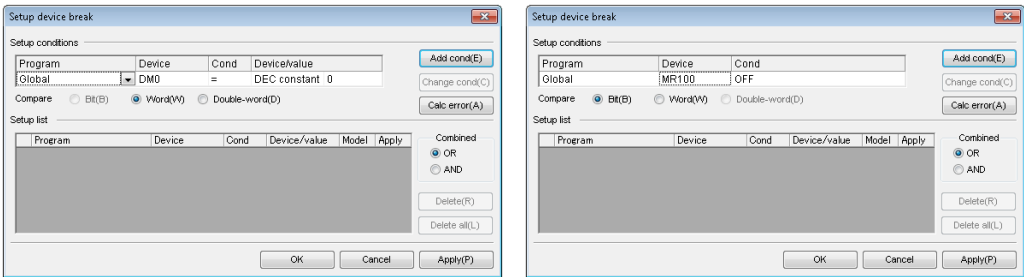 Setup device break
Setup conditions
Program Device Cond Device/value
Global DM0 = DEC constant 0
Compare Bit(B) Word(W) Double-word(D)
Add cond(E)
Change cond(C)
Calc error(A)
Setup list
Program Device Cond Device/value Model Apply
Combined
OR
AND
Delete(R)
Delete all(L)
OK Cancel Apply(P)
Setup device break
Setup conditions
Program Device Cond
Global MR100 OFF
Compare Bit(B) Word(W) Double-word(D)
Add cond(E)
Change cond(C)
Calc error(A)
Setup list
Program Device Cond Device/value Model Apply
Combined
OR
AND
Delete(R)
Delete all(L)
OK Cancel Apply(P)